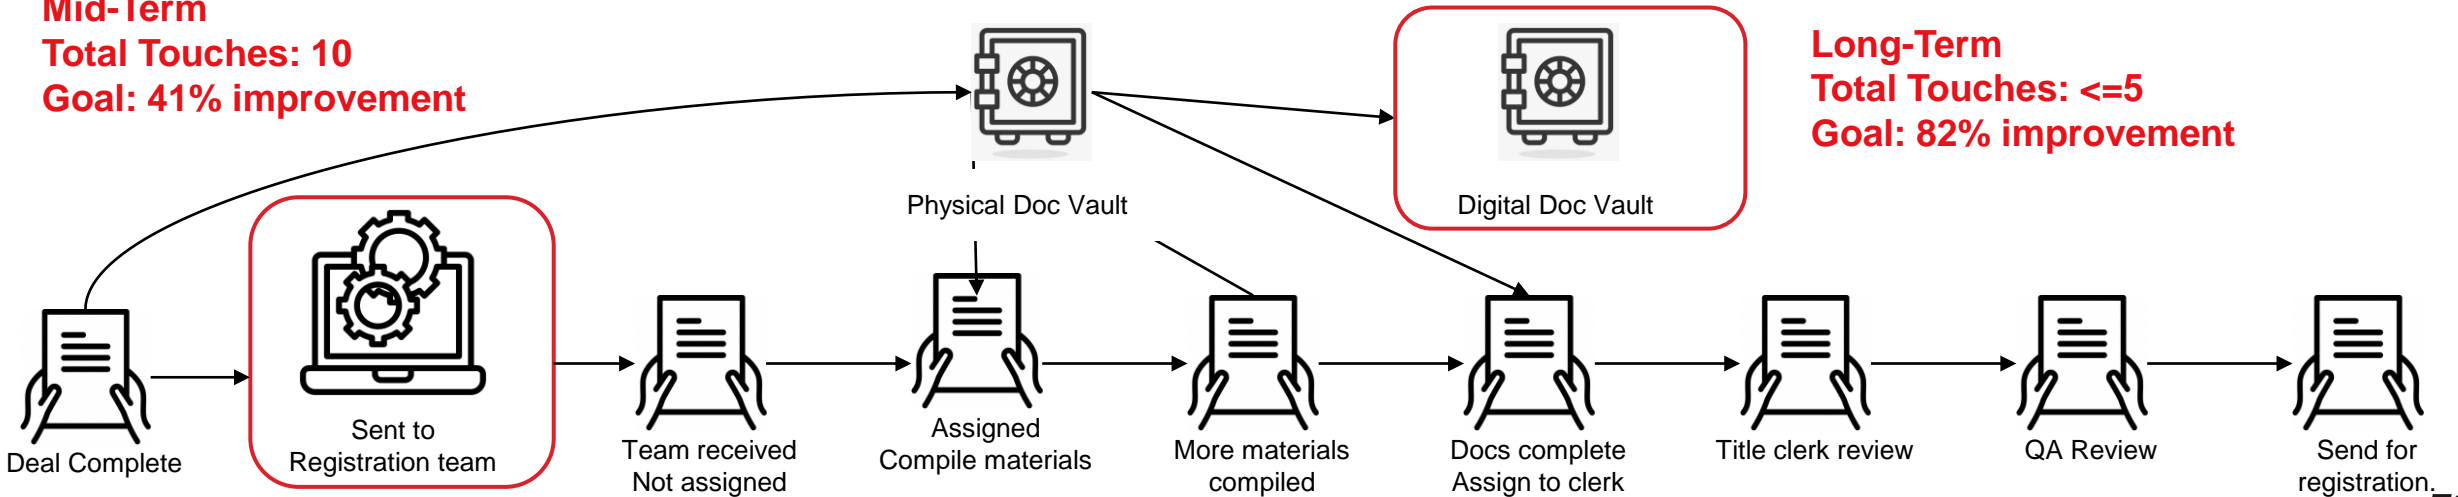 Mid-Term
Total Touches: 10
Goal: 41% improvement
Long-Term
Total Touches: <=5
Goal: 82% improvement
Physical Doc Vault
Digital Doc Vault
Deal Complete
Sent to
Registration team
Team received
Not assigned
Assigned
Compile materials
More materials
compiled
Docs complete
Assign to clerk
Title clerk review
QA Review
Send for
registration.